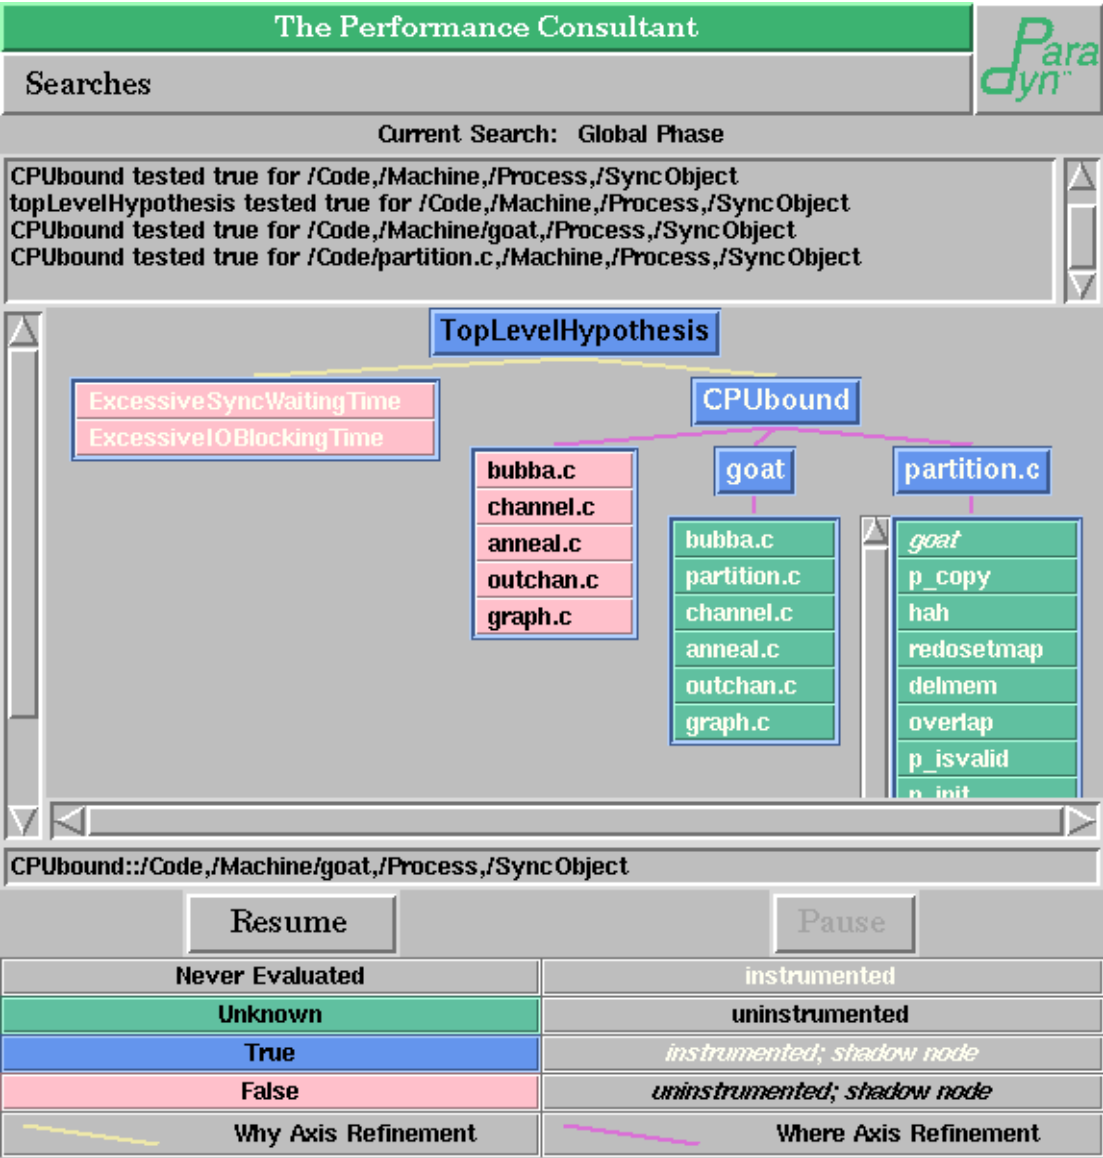 The Performance Consultant
Para
dyn™
Searches
Current Search: Global Phase
CPUbound tested true for /Code,/Machine,/Process,/SyncObject
topLevelHypothesis tested true for /Code,/Machine,/Process,/SyncObject
CPUbound tested true for /Code,/Machine/goat,/Process,/SyncObject
CPUbound tested true for /Code/partition.c,/Machine,/Process,/SyncObject
TopLevelHypothesis
ExcessiveSyncWaitingTime
ExcessiveIOBlockingTime
CPUbound
bubba.c
channel.c
anneal.c
outchan.c
graph.c
goat
bubba.c
partition.c
channel.c
anneal.c
outchan.c
graph.c
partition.c
goat
p_copy
hah
redosetmap
delmem
overlap
p_isvalid
p_init
CPUbound::/Code,/Machine/goat,/Process,/SyncObject
Resume
Pause
Never Evaluated
instrumented
Unknown
uninstrumented
True
instrumented; shadow node
False
uninstrumented; shadow node
Why Axis Refinement
Where Axis Refinement